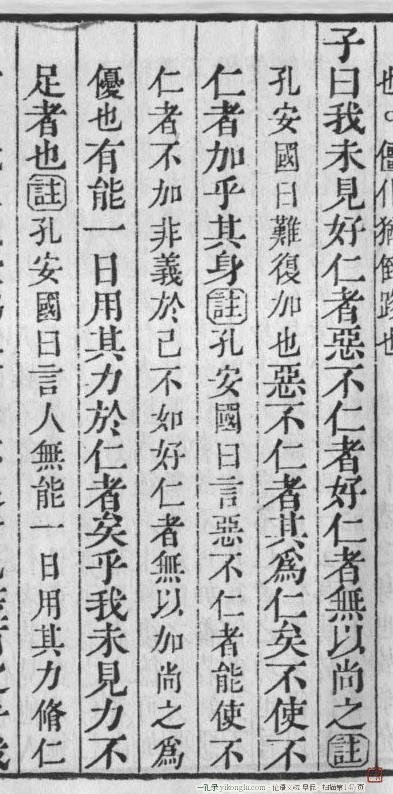 也。僵仆猶倒踣也
子曰我未見好仁者惡不仁者好仁者無以尚之註
孔安國曰難復加也惡不仁者其爲仁矣不使不
仁者加乎其身註孔安國曰言惡不仁者能使不
仁者不加非義於己不如好仁者無以加尚之爲
優也有能一日用其力於仁者矣乎我未見力不
足者也註孔安國曰言人無能一日用其力脩仁